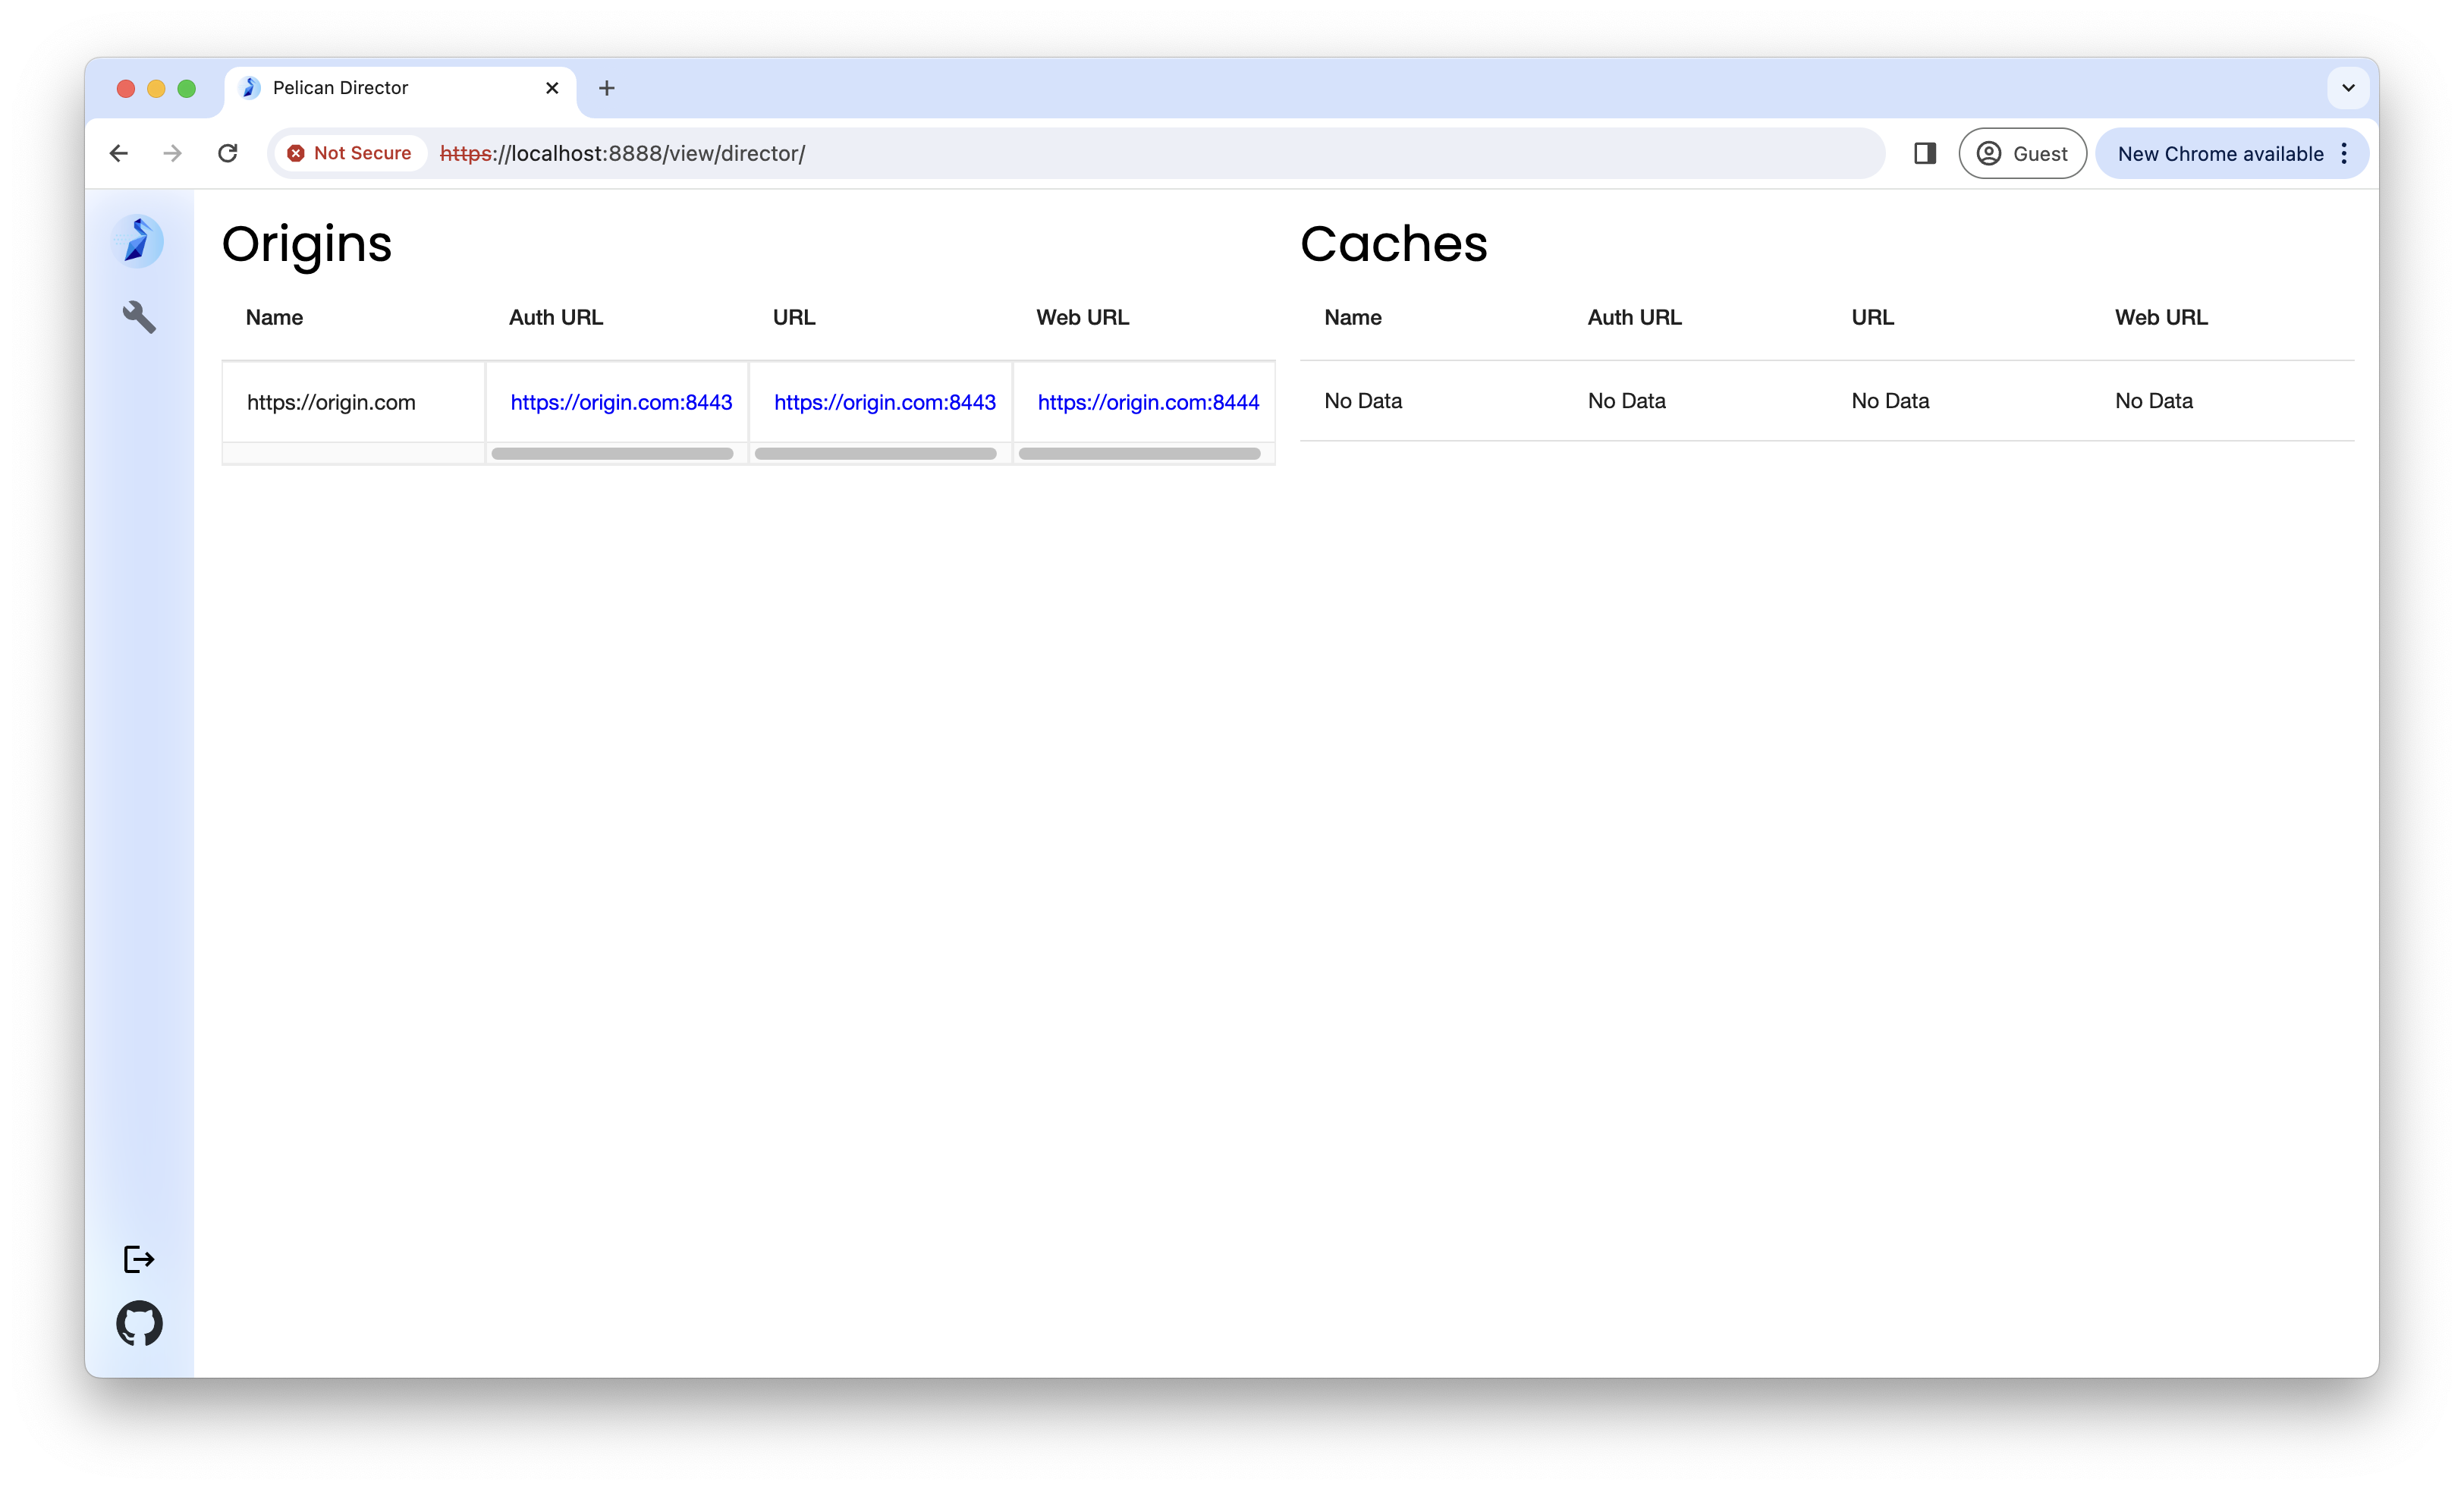 Pelican Director
Not Secure
https://localhost:8888/view/director/
Guest
New Chrome available
Origins
Name Auth URL URL Web URL
https://origin.com https://origin.com:8443 https://origin.com:8443 https://origin.com:8444
Caches
Name Auth URL URL Web URL
No Data No Data No Data No Data